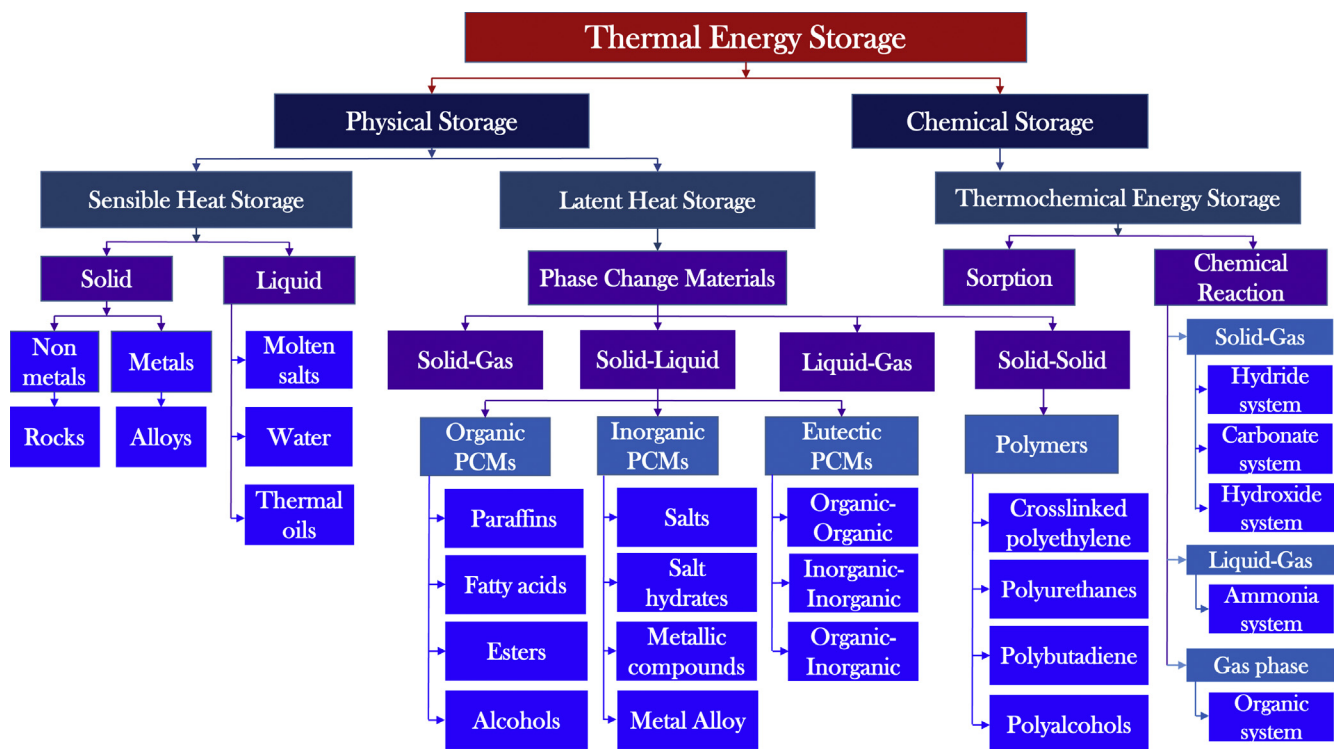 Thermal Energy Storage
Physical Storage
Chemical Storage
Sensible Heat Storage
Latent Heat Storage
Thermochemical Energy Storage
Solid
Liquid
Phase Change Materials
Sorption
Chemical
Reaction
Non
metals
Metals
Rocks
Alloys
Molten
salts
Water
Thermal
oils
Solid-Gas
Solid-Liquid
Liquid-Gas
Solid-Solid
Organic
PCMs
Paraffins
Fatty acids
Esters
Alcohols
Inorganic
PCMs
Salts
Salt
hydrates
Metallic
compounds
Metal Alloy
Eutectic
PCMs
Organic-
Organic
Inorganic-
Inorganic
Organic-
Inorganic
Polymers
Crosslinked
polyethylene
Polyurethanes
Polybutadiene
Polyalcohols
Solid-Gas
Hydride
system
Carbonate
system
Hydroxide
system
Liquid-Gas
Ammonia
system
Gas phase
Organic
system